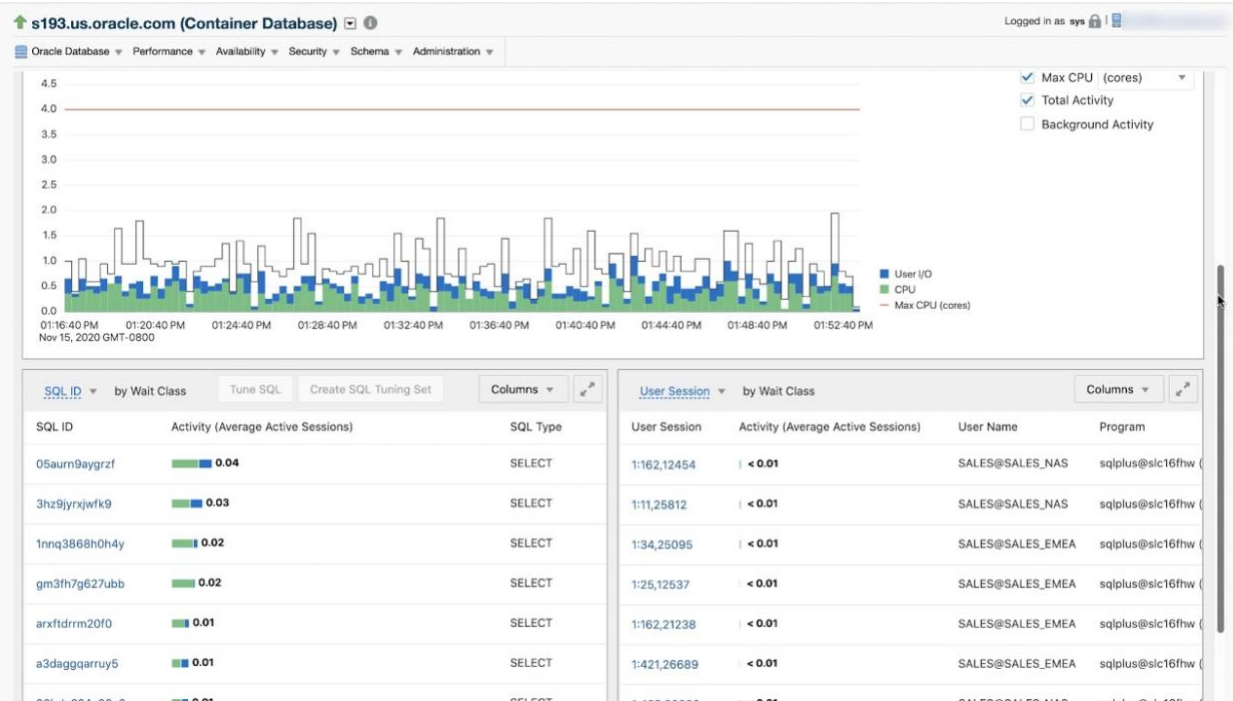 s193.us.oracle.com (Container Database)
Logged in as sys
Oracle Database Performance Availability Security Schema Administration
Max CPU (cores)
Total Activity
Background Activity
4.5
4.0
3.5
3.0
2.5
2.0
1.5
1.0
0.5
0.0
01:16:40 PM 01:20:40 PM 01:24:40 PM 01:28:40 PM 01:32:40 PM 01:36:40 PM 01:40:40 PM 01:44:40 PM 01:48:40 PM 01:52:40 PM
Nov 15, 2020 GMT-0800
User I/O
CPU
Max CPU (cores)
SQL ID by Wait Class Tune SQL Create SQL Tuning Set Columns
SQL ID Activity (Average Active Sessions) SQL Type
05aurn9aygrzf 0.04 SELECT
3hz9jyrxjwfk9 0.03 SELECT
1nnq3868h0h4y 0.02 SELECT
gm3fh7g627ubb 0.02 SELECT
arxftdrrm20f0 0.01 SELECT
a3daggqarruy5 0.01 SELECT
User Session by Wait Class Columns
User Session Activity (Average Active Sessions) User Name Program
1:162,12454 < 0.01 SALES@SALES_NAS sqlplus@slc16fhw (
1:11,25812 < 0.01 SALES@SALES_NAS sqlplus@slc16fhw (
1:34,25095 < 0.01 SALES@SALES_EMEA sqlplus@slc16fhw (
1:25,12537 < 0.01 SALES@SALES_EMEA sqlplus@slc16fhw (
1:162,21238 < 0.01 SALES@SALES_EMEA sqlplus@slc16fhw (
1:421,26689 < 0.01 SALES@SALES_EMEA sqlplus@slc16fhw (